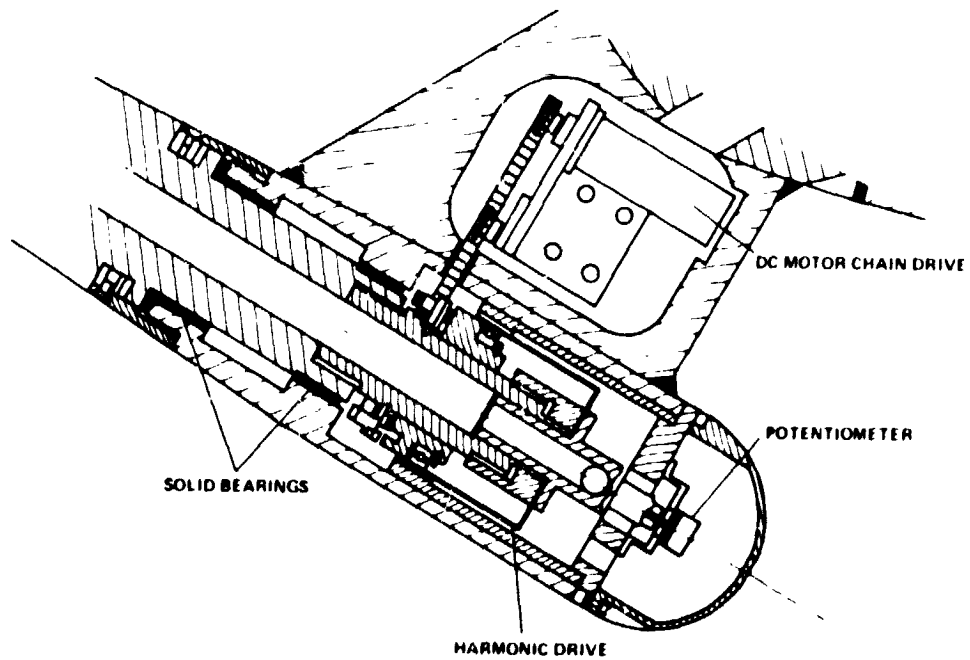 DC MOTOR CHAIN DRIVE
POTENTIOMETER
SOLID BEARINGS
HARMONIC DRIVE